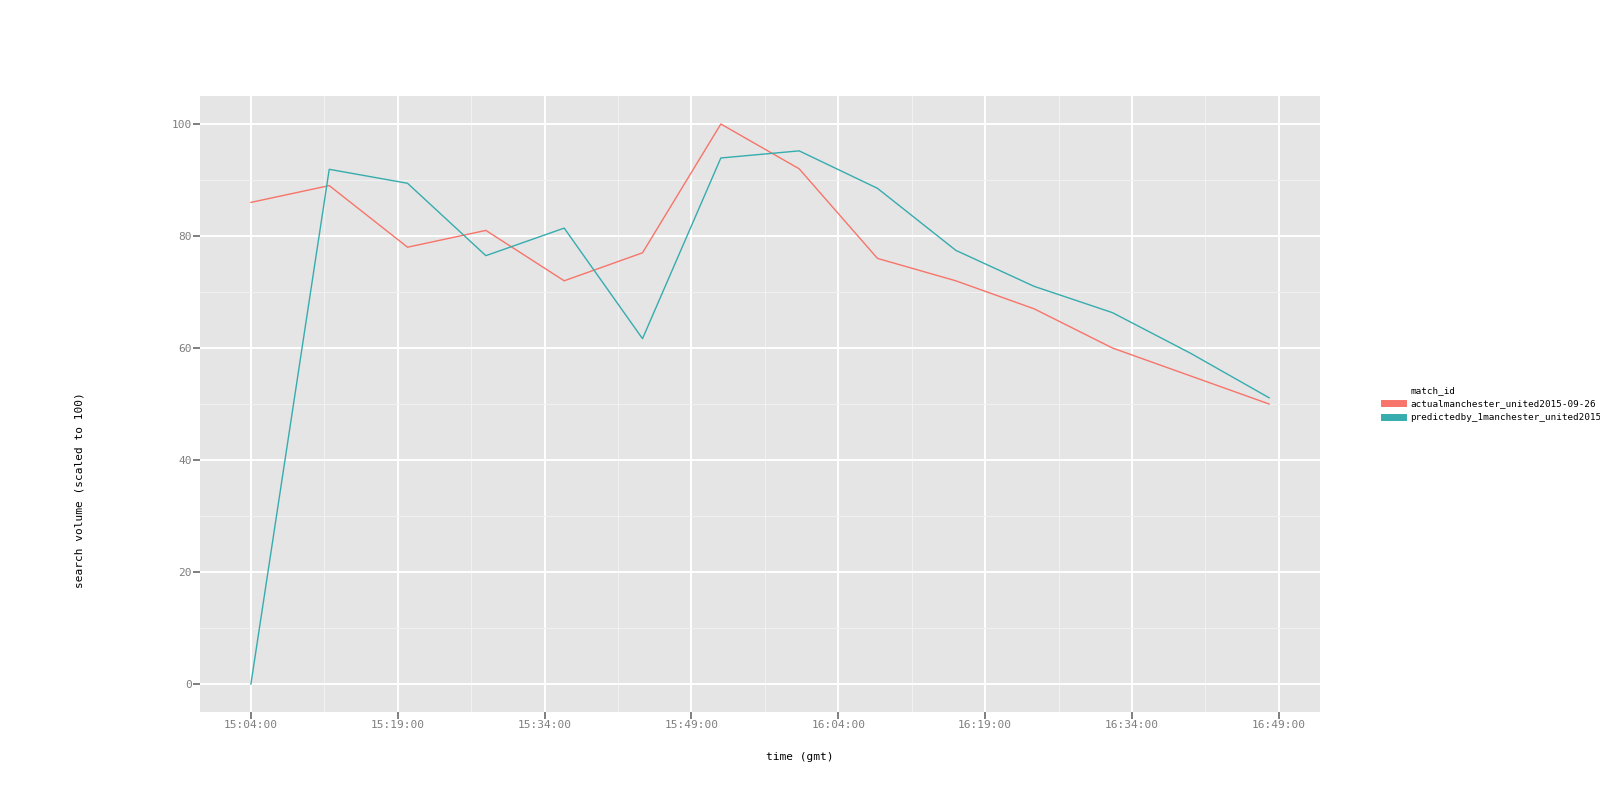 100
80
60
40
20
0
search volume (scaled to 100)
15:04:00 15:19:00 15:34:00 15:49:00 16:04:00 16:19:00 16:34:00 16:49:00
time (gmt)
match_id
actualmanchester_united2015-09-26
predictedby_1manchester_united2015